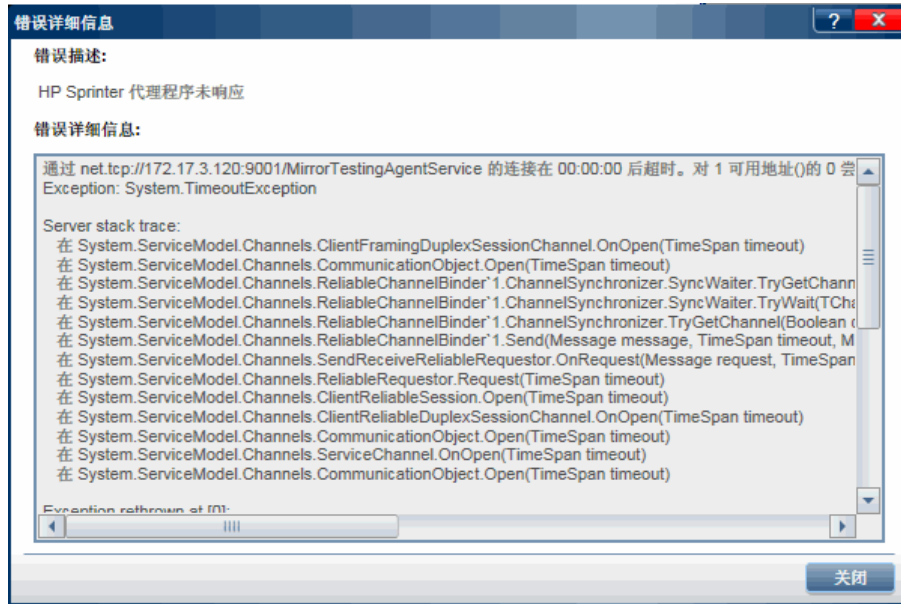 错误详细信息
?
X
错误描述:
HP Sprinter 代理程序未响应
错误详细信息:
通过 net.tcp://172.17.3.120:9001/MirrorTestingAgentService 的连接在 00:00:00 后超时。对 1 可用地址()的 0 尝
Exception: System.TimeoutException
Server stack trace:
在 System.ServiceModel.Channels.ClientFramingDuplexSessionChannel.OnOpen(TimeSpan timeout)
在 System.ServiceModel.Channels.CommunicationObject.Open(TimeSpan timeout)
在 System.ServiceModel.Channels.ReliableChannelBinder`1.ChannelSynchronizer.SyncWaiter.TryGetChann
在 System.ServiceModel.Channels.ReliableChannelBinder`1.ChannelSynchronizer.SyncWaiter.TryWait(TCha
在 System.ServiceModel.Channels.ReliableChannelBinder`1.ChannelSynchronizer.TryGetChannel(Boolean c
在 System.ServiceModel.Channels.ReliableChannelBinder`1.Send(Message message, TimeSpan timeout, M
在 System.ServiceModel.Channels.SendReceiveReliableRequestor.OnRequest(Message request, TimeSpan
在 System.ServiceModel.Channels.ReliableRequestor.Request(TimeSpan timeout)
在 System.ServiceModel.Channels.ClientReliableSession.Open(TimeSpan timeout)
在 System.ServiceModel.Channels.ClientReliableDuplexSessionChannel.OnOpen(TimeSpan timeout)
在 System.ServiceModel.Channels.CommunicationObject.Open(TimeSpan timeout)
在 System.ServiceModel.Channels.ServiceChannel.OnOpen(TimeSpan timeout)
在 System.ServiceModel.Channels.CommunicationObject.Open(TimeSpan timeout)
Exception rethrown at [0]:
关闭